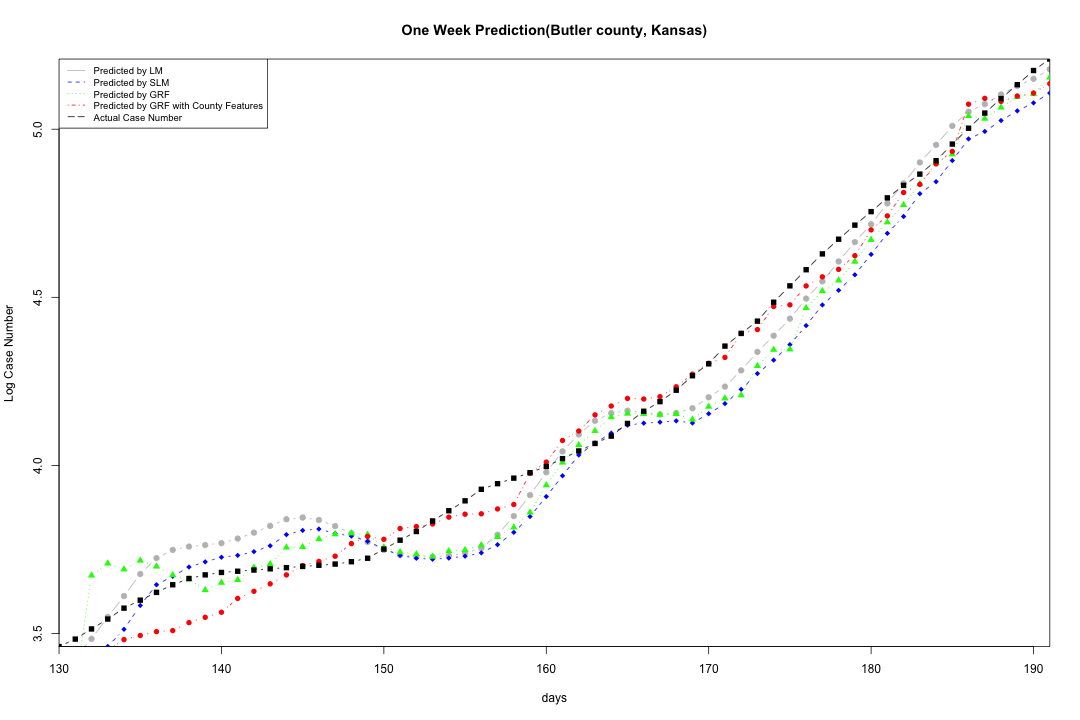 One Week Prediction(Butler county, Kansas)
Predicted by LM
Predicted by SLM
Predicted by GRF
Predicted by GRF with County Features
Actual Case Number
5.0
4.5
4.0
3.5
Log Case Number
130 140 150 160 170 180 190
days